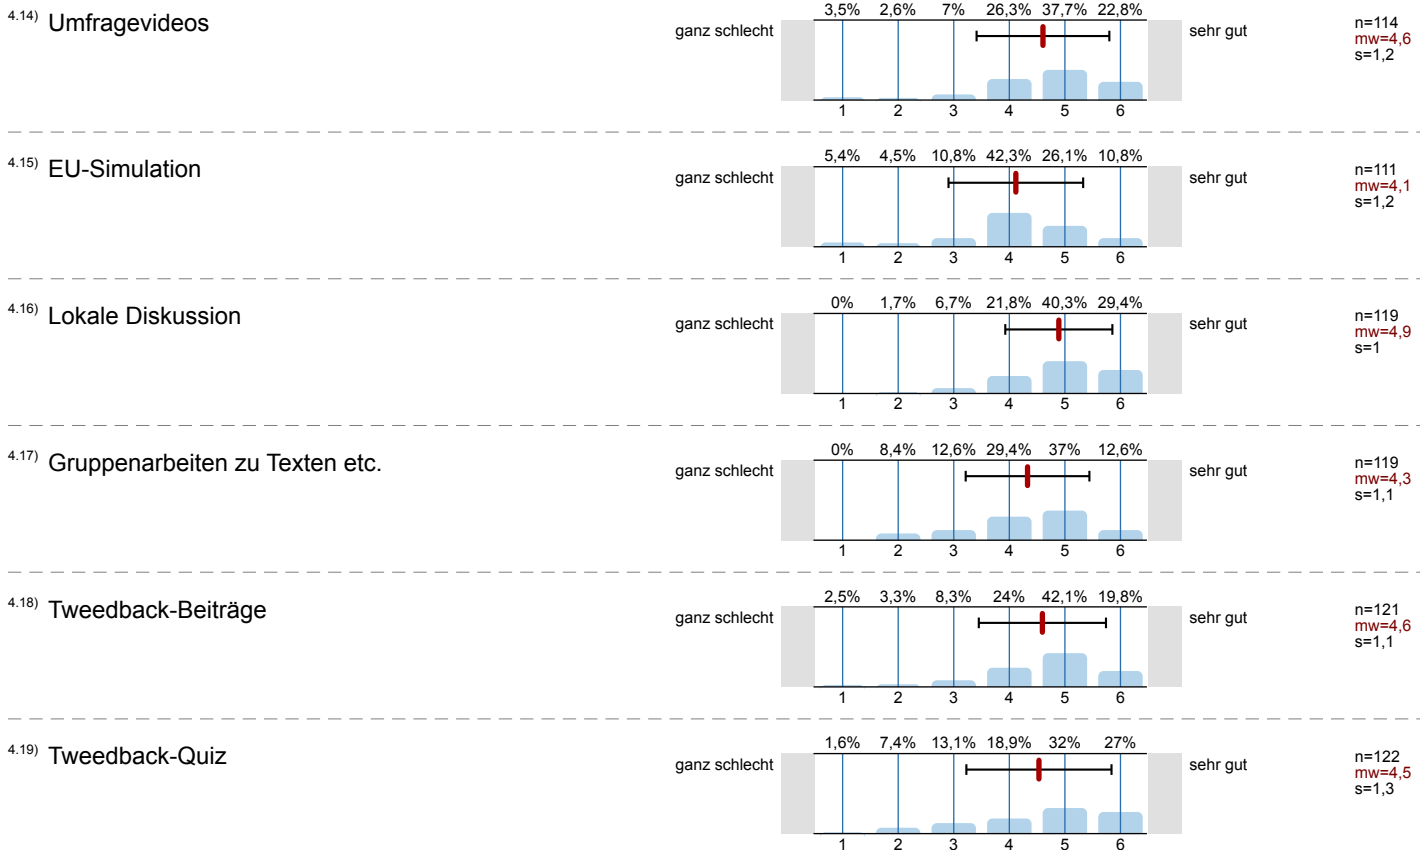 4.14) Umfragevideos
3,5% 2,6% 7% 26,3% 37,7% 22,8%
ganz schlecht sehr gut
n=114
mw=4,6
s=1,2
1 2 3 4 5 6
4.15) EU-Simulation
5,4% 4,5% 10,8% 42,3% 26,1% 10,8%
ganz schlecht sehr gut
n=111
mw=4,1
s=1,2
1 2 3 4 5 6
4.16) Lokale Diskussion
0% 1,7% 6,7% 21,8% 40,3% 29,4%
ganz schlecht sehr gut
n=119
mw=4,9
s=1
1 2 3 4 5 6
4.17) Gruppenarbeiten zu Texten etc.
0% 8,4% 12,6% 29,4% 37% 12,6%
ganz schlecht sehr gut
n=119
mw=4,3
s=1,1
1 2 3 4 5 6
4.18) Tweedback-Beiträge
2,5% 3,3% 8,3% 24% 42,1% 19,8%
ganz schlecht sehr gut
n=121
mw=4,6
s=1,1
1 2 3 4 5 6
4.19) Tweedback-Quiz
1,6% 7,4% 13,1% 18,9% 32% 27%
ganz schlecht sehr gut
n=122
mw=4,5
s=1,3
1 2 3 4 5 6